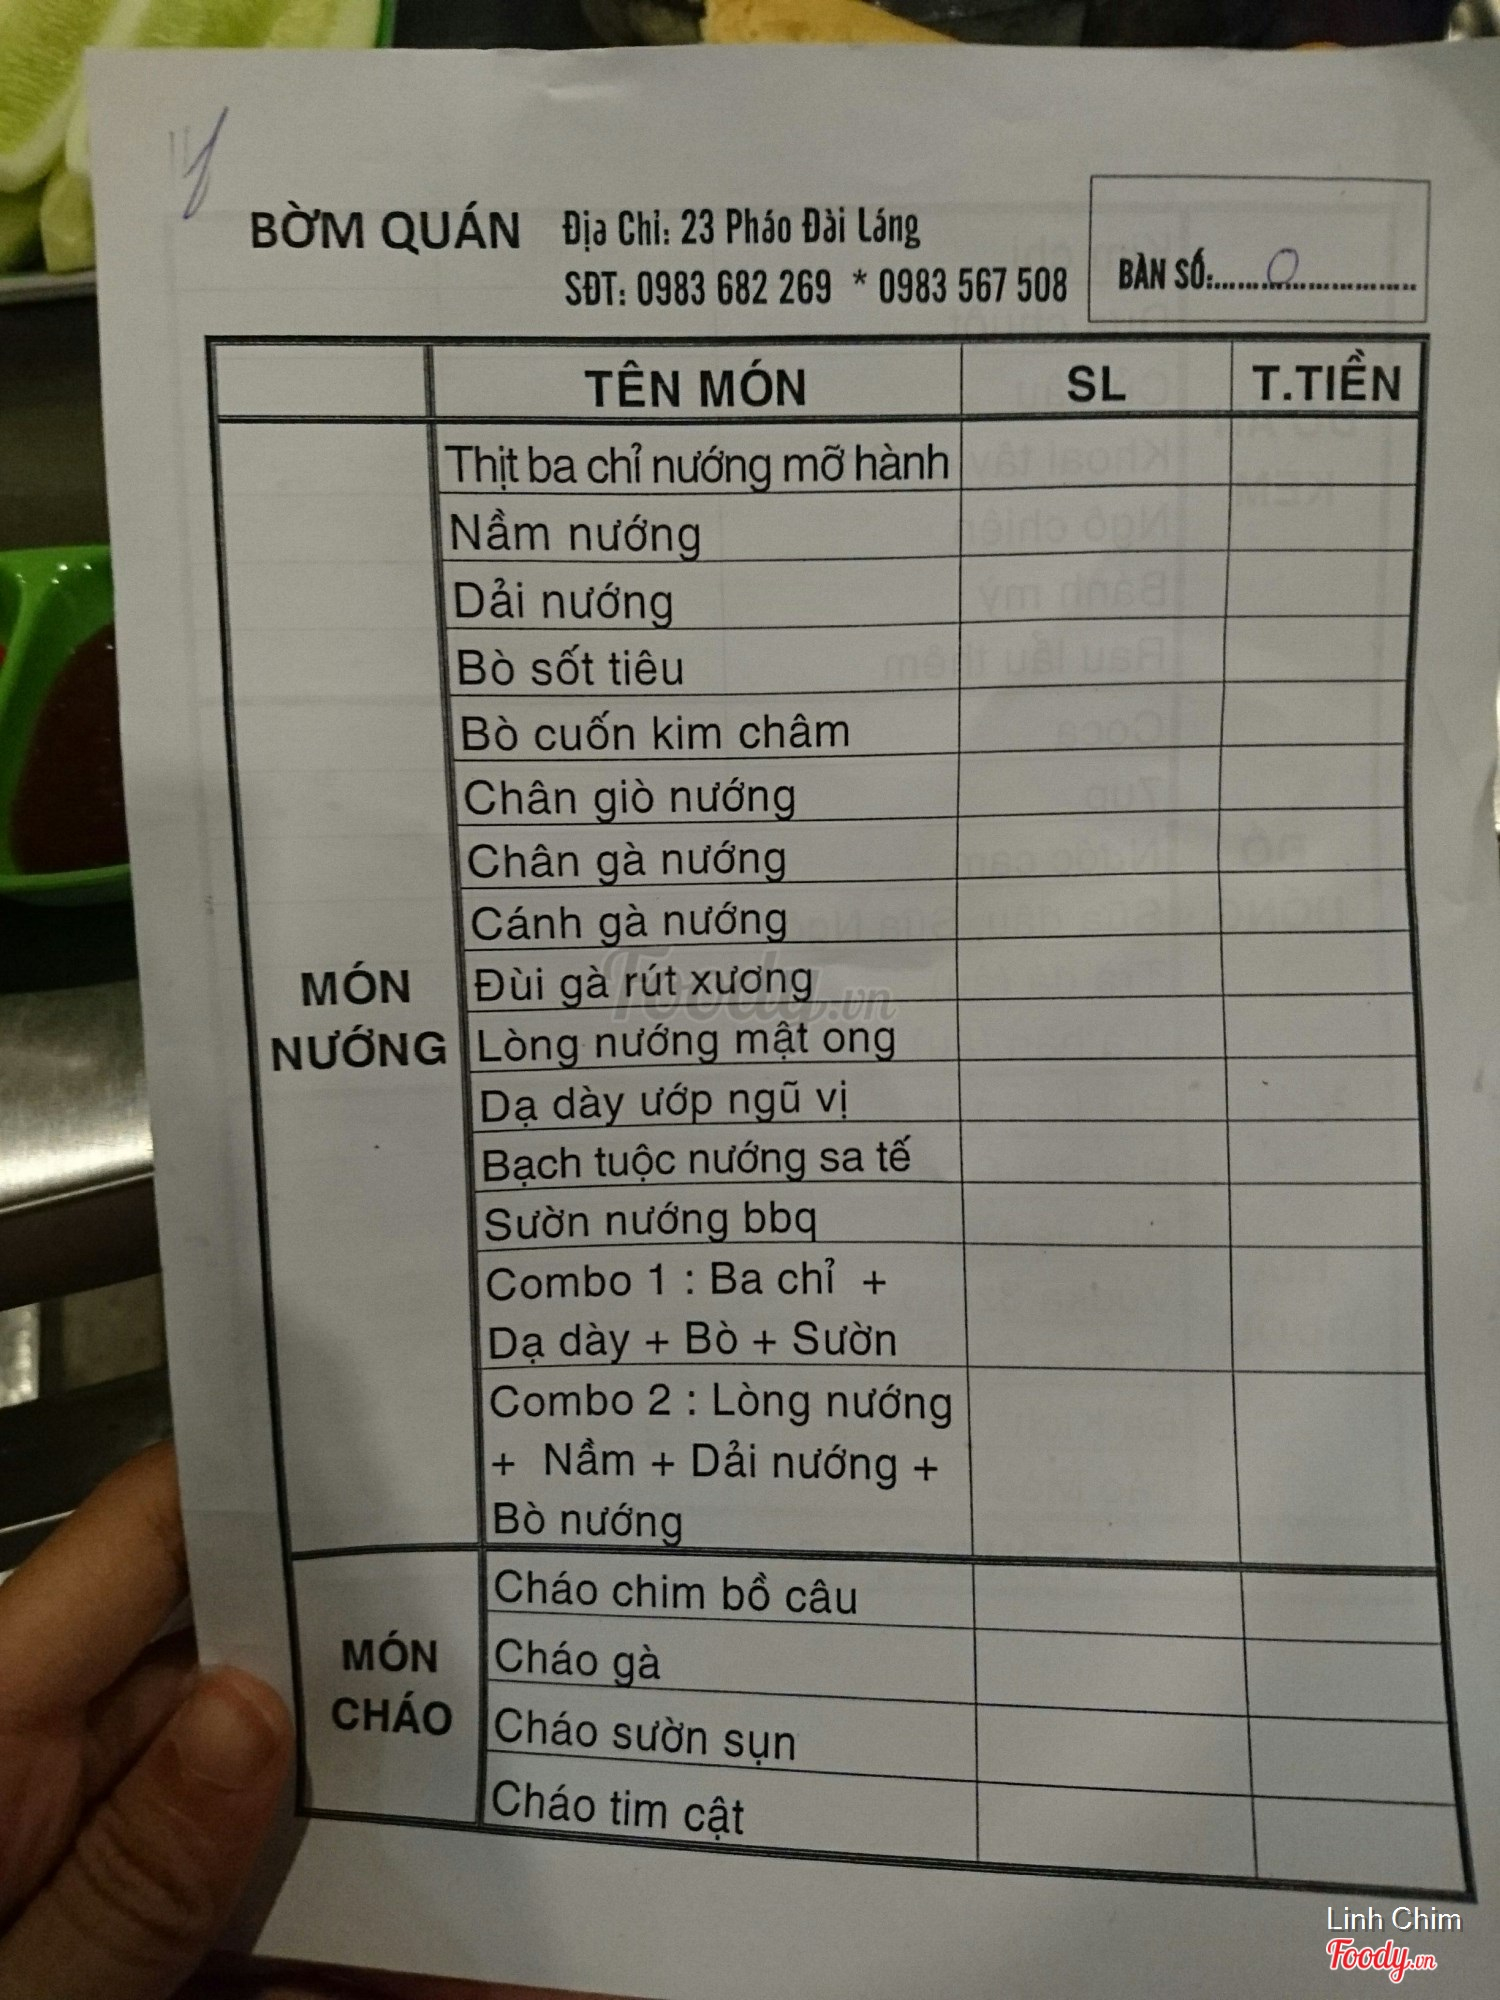 BỜM QUÁN
Địa Chỉ: 23 Pháo Đài Láng
SĐT: 0983 682 269 * 0983 567 508
BÀN SỐ:......0..................
TÊN MÓN SL T.TIỀN
MÓN
NƯỚNG
Thịt ba chỉ nướng mỡ hành
Nầm nướng
Dải nướng
Bò sốt tiêu
Bò cuốn kim châm
Chân giò nướng
Chân gà nướng
Cánh gà nướng
Đùi gà rút xương
Lòng nướng mật ong
Dạ dày ướp ngũ vị
Bạch tuộc nướng sa tế
Sườn nướng bbq
Combo 1 : Ba chỉ +
Dạ dày + Bò + Sườn
Combo 2 : Lòng nướng
+ Nầm + Dải nướng +
Bò nướng
MÓN
CHÁO
Cháo chim bồ câu
Cháo gà
Cháo sườn sụn
Cháo tim cật
Foody.vn
Linh Chim
Foody.vn